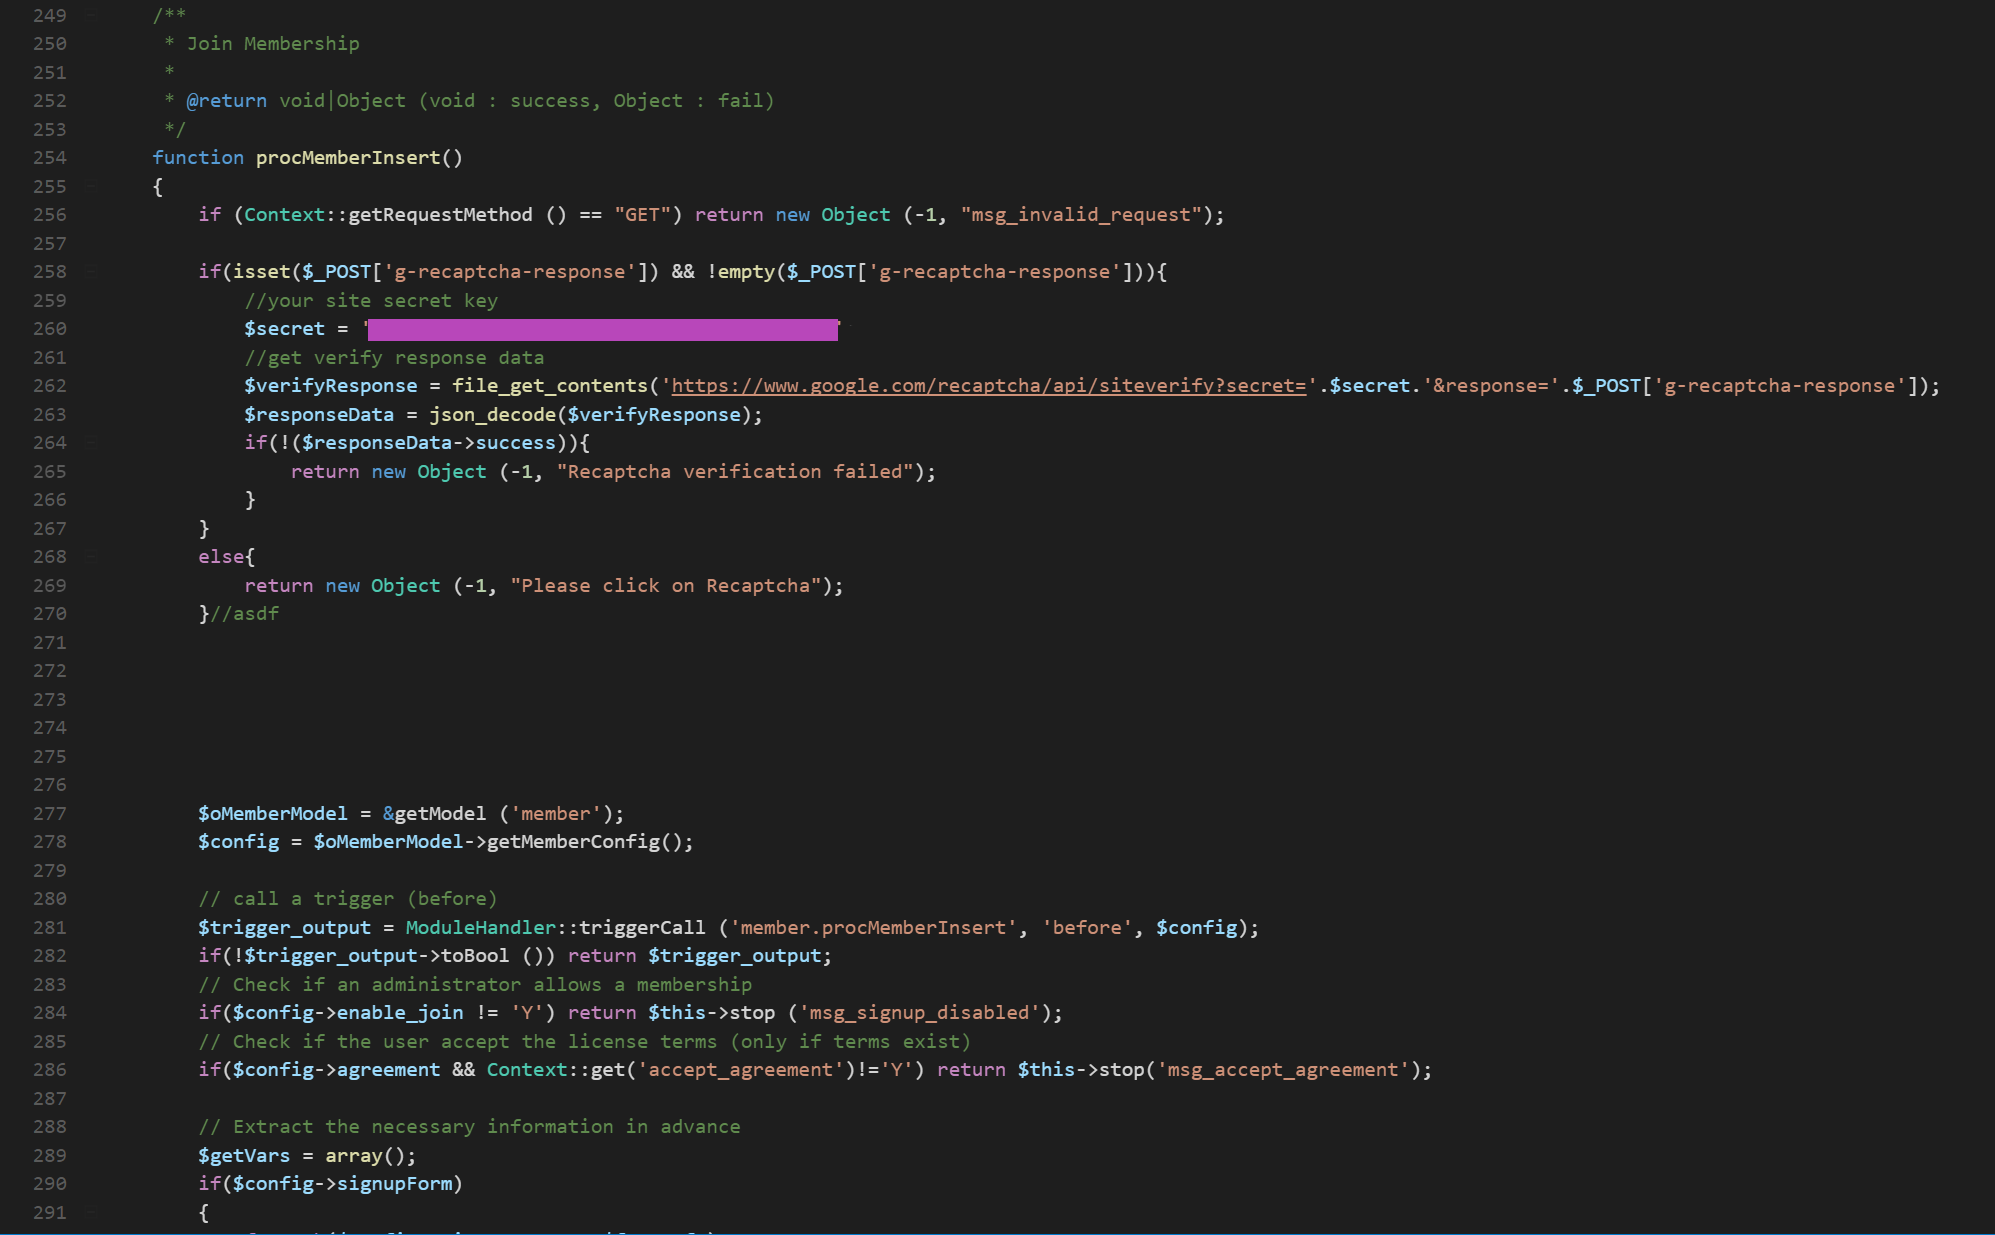 249 /**
250 * Join Membership
251 *
252 * @return void|Object (void : success, Object : fail)
253 */
254 function procMemberInsert()
255 {
256 if (Context::getRequestMethod () == "GET") return new Object (-1, "msg_invalid_request");
257
258 if(isset($_POST['g-recaptcha-response']) && !empty($_POST['g-recaptcha-response'])){
259 //your site secret key
260 $secret = ' '
261 //get verify response data
262 $verifyResponse = file_get_contents('https://www.google.com/recaptcha/api/siteverify?secret='.$secret.'&response='.$_POST['g-recaptcha-response']);
263 $responseData = json_decode($verifyResponse);
264 if(!($responseData->success)){
265 return new Object (-1, "Recaptcha verification failed");
266 }
267 }
268 else{
269 return new Object (-1, "Please click on Recaptcha");
270 }//asdf
271
272
273
274
275
276
277 $oMemberModel = &getModel ('member');
278 $config = $oMemberModel->getMemberConfig();
279
280 // call a trigger (before)
281 $trigger_output = ModuleHandler::triggerCall ('member.procMemberInsert', 'before', $config);
282 if(!$trigger_output->toBool ()) return $trigger_output;
283 // Check if an administrator allows a membership
284 if($config->enable_join != 'Y') return $this->stop ('msg_signup_disabled');
285 // Check if the user accept the license terms (only if terms exist)
286 if($config->agreement && Context::get('accept_agreement')!='Y') return $this->stop('msg_accept_agreement');
287
288 // Extract the necessary information in advance
289 $getVars = array();
290 if($config->signupForm)
291 {